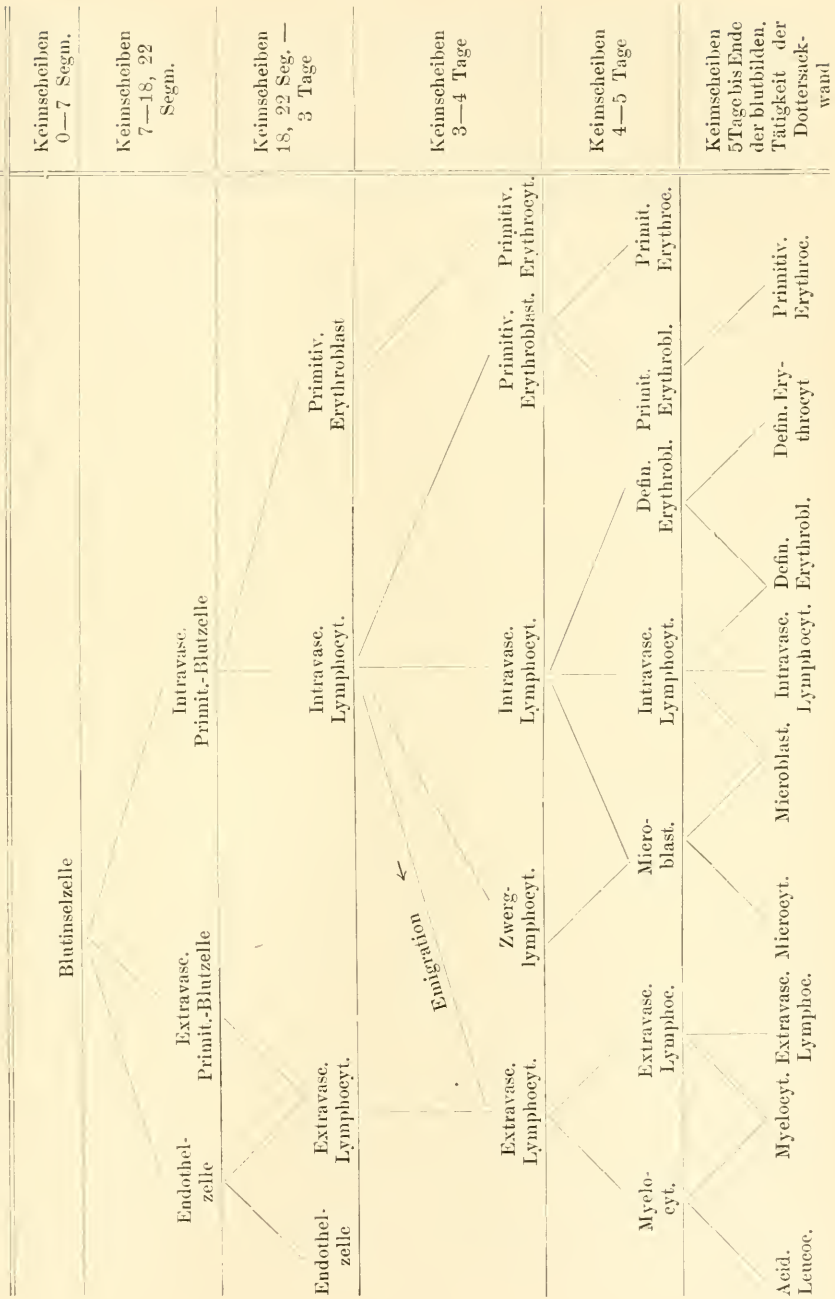 Keimscheiben
0—7 Segm.
Blutinselzelle
Keimscheiben
7—18, 22
Segm.
Endothel-
zelle
Extravasc.
Primit.-Blutzelle
Intravasc.
Primit.-Blutzelle
Keimscheiben
18, 22 Seg. —
3 Tage
Endothel-
zelle
Extravasc.
Lymphocyt.
Intravasc.
Lymphocyt.
Primitiv.
Erythroblast
Keimscheiben
3—4 Tage
Emigration
Extravasc.
Lymphocyt.
Zwerg-
lymphocyt.
Intravasc.
Lymphocyt.
Primitiv.
Erythroblast.
Primitiv.
Erythrocyt.
Keimscheiben
4—5 Tage
Myelo-
cyt.
Extravasc.
Lymphoc.
Micro-
blast.
Intravasc.
Lymphocyt.
Defin.
Erythrobl.
Primit.
Erythrobl.
Primit.
Erythroc.
Keimscheiben
5 Tage bis Ende
der blutbilden.
Tätigkeit der
Dottersack-
wand
Acid.
Leucoc.
Myelocyt.
Extravasc.
Lymphoc.
Microcyt.
Microblast.
Intravasc.
Lymphocyt.
Defin.
Erythrobl.
Defin. Ery-
throcyt
Primitiv.
Erythroc.